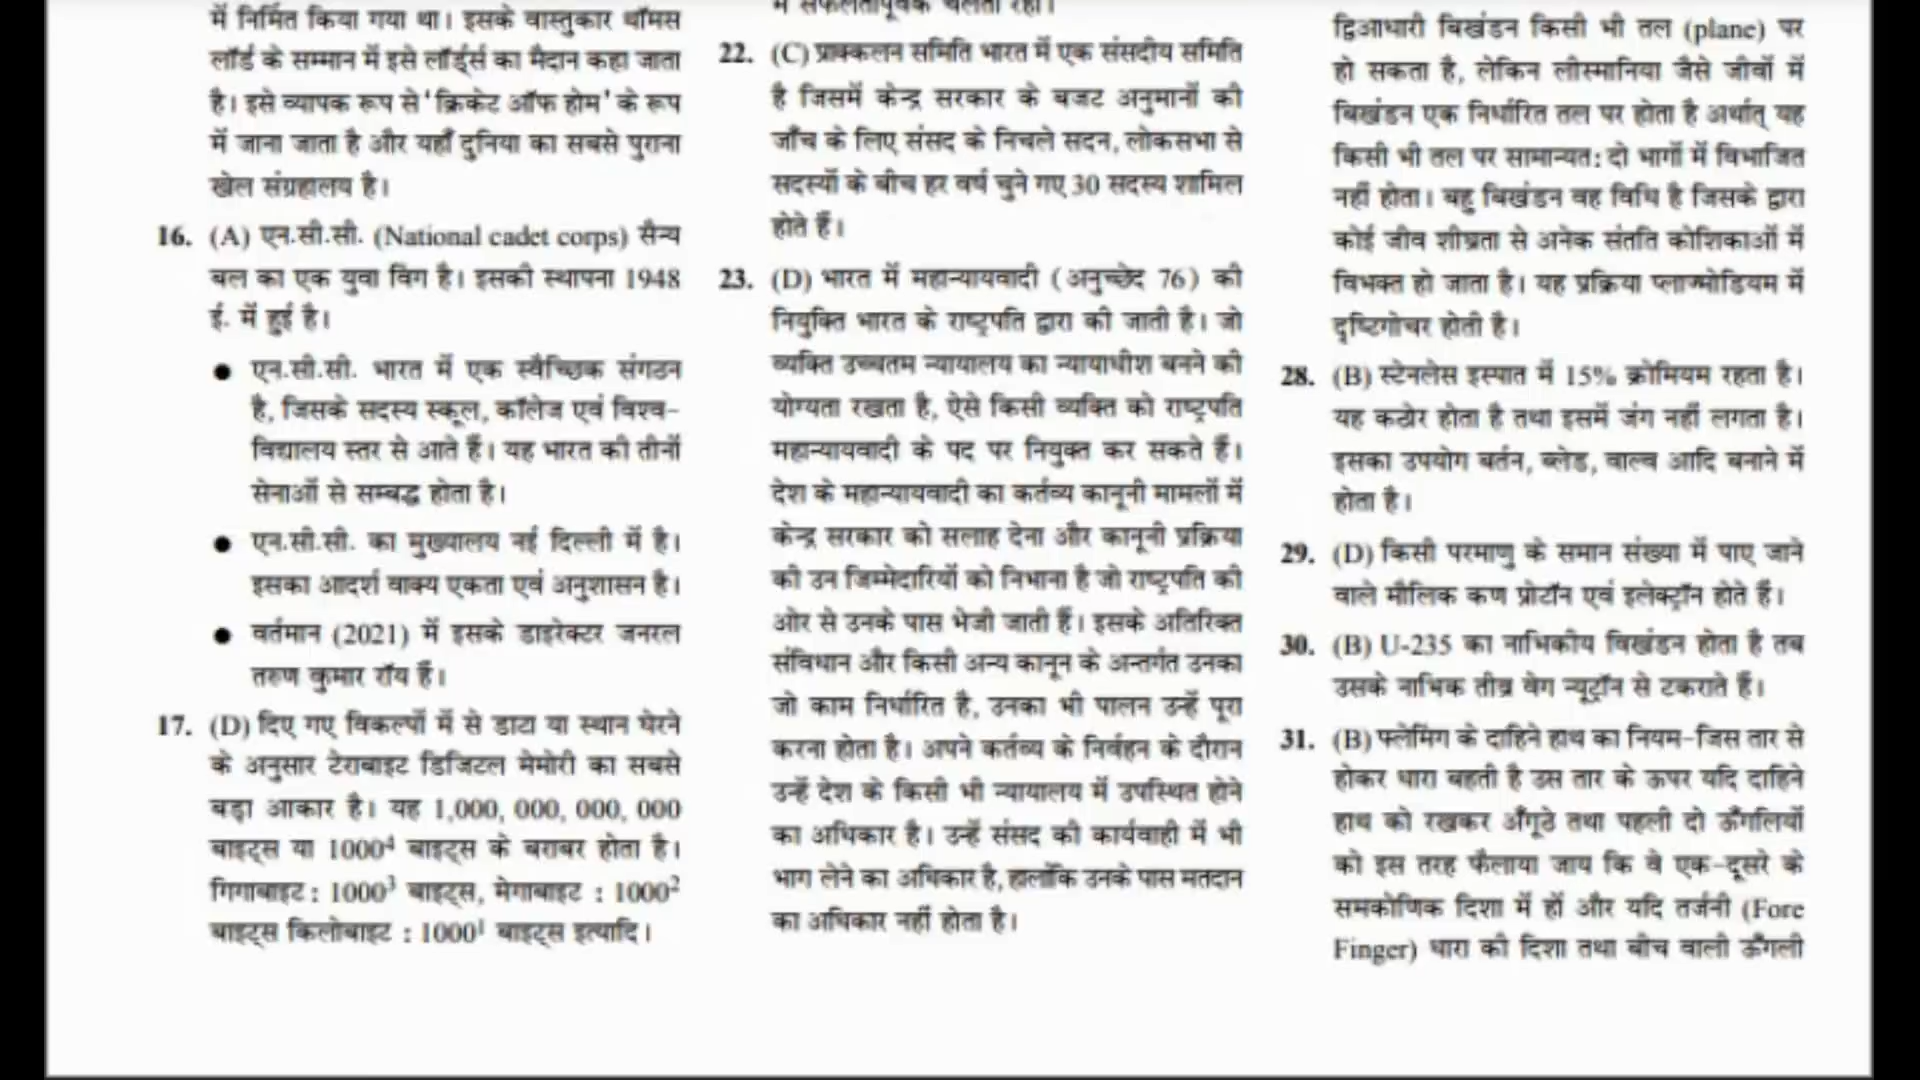 में निर्मित किया गया था। इसके वास्तुकार थॉमस
लॉर्ड के सम्मान में इसे लॉर्ड्स का मैदान कहा जाता
है। इसे व्यापक रूप से 'क्रिकेट ऑफ होम' के रूप
में जाना जाता है और यहाँ दुनिया का सबसे पुराना
खेल संग्रहालय है।
16. (A) एन.सी.सी. (National cadet corps) सैन्य
बल का एक युवा विंग है। इसकी स्थापना 1948
ई. में हुई है।
● एन.सी.सी. भारत में एक स्वैच्छिक संगठन
है, जिसके सदस्य स्कूल, कॉलेज एवं विश्व-
विद्यालय स्तर से आते हैं। यह भारत की तीनों
सेनाओं से सम्बद्ध होता है।
● एन.सी.सी. का मुख्यालय नई दिल्ली में है।
इसका आदर्श वाक्य एकता एवं अनुशासन है।
● वर्तमान (2021) में इसके डाइरेक्टर जनरल
तरुण कुमार रॉय हैं।
17. (D) दिए गए विकल्पों में से डाटा या स्थान घेरने
के अनुसार टेराबाइट डिजिटल मेमोरी का सबसे
बड़ा आकार है। यह 1,000, 000, 000, 000
बाइट्स या 1000⁴ बाइट्स के बराबर होता है।
गिगाबाइट : 1000³ बाइट्स, मेगाबाइट : 1000²
बाइट्स किलोबाइट : 1000¹ बाइट्स इत्यादि।
में सफलतापूर्वक चलता रहा।
22. (C) प्राक्कलन समिति भारत में एक संसदीय समिति
है जिसमें केन्द्र सरकार के बजट अनुमानों की
जाँच के लिए संसद के निचले सदन, लोकसभा से
सदस्यों के बीच हर वर्ष चुने गए 30 सदस्य शामिल
होते हैं।
23. (D) भारत में महान्यायवादी (अनुच्छेद 76) की
नियुक्ति भारत के राष्ट्रपति द्वारा की जाती है। जो
व्यक्ति उच्चतम न्यायालय का न्यायाधीश बनने की
योग्यता रखता है, ऐसे किसी व्यक्ति को राष्ट्रपति
महान्यायवादी के पद पर नियुक्त कर सकते हैं।
देश के महान्यायवादी का कर्तव्य कानूनी मामलों में
केन्द्र सरकार को सलाह देना और कानूनी प्रक्रिया
की उन जिम्मेदारियों को निभाना है जो राष्ट्रपति की
ओर से उनके पास भेजी जाती हैं। इसके अतिरिक्त
संविधान और किसी अन्य कानून के अन्तर्गत उनका
जो काम निर्धारित है, उनका भी पालन उन्हें पूरा
करना होता है। अपने कर्तव्य के निर्वहन के दौरान
उन्हें देश के किसी भी न्यायालय में उपस्थित होने
का अधिकार है। उन्हें संसद की कार्यवाही में भी
भाग लेने का अधिकार है, हालाँकि उनके पास मतदान
का अधिकार नहीं होता है।
द्विआधारी बिखंडन किसी भी तल (plane) पर
हो सकता है, लेकिन लीस्मानिया जैसे जीवों में
बिखंडन एक निर्धारित तल पर होता है अर्थात् यह
किसी भी तल पर सामान्यत: दो भागों में विभाजित
नहीं होता। बहु बिखंडन वह विधि है जिसके द्वारा
कोई जीव शीघ्रता से अनेक संतति कोशिकाओं में
विभक्त हो जाता है। यह प्रक्रिया प्लाज्मोडियम में
दृष्टिगोचर होती है।
28. (B) स्टेनलेस इस्पात में 15% क्रोमियम रहता है।
यह कठोर होता है तथा इसमें जंग नहीं लगता है।
इसका उपयोग बर्तन, ब्लेड, वाल्व आदि बनाने में
होता है।
29. (D) किसी परमाणु के समान संख्या में पाए जाने
वाले मौलिक कण प्रोटॉन एवं इलेक्ट्रॉन होते हैं।
30. (B) U-235 का नाभिकीय विखंडन होता है तब
उसके नाभिक तीव्र वेग न्यूट्रॉन से टकराते हैं।
31. (B) फ्लेमिंग के दाहिने हाथ का नियम-जिस तार से
होकर धारा बहती है उस तार के ऊपर यदि दाहिने
हाथ को रखकर अँगूठे तथा पहली दो ऊँगलियों
को इस तरह फैलाया जाय कि वे एक-दूसरे के
समकोणिक दिशा में हों और यदि तर्जनी (Fore
Finger) धारा की दिशा तथा बीच वाली ऊँगली